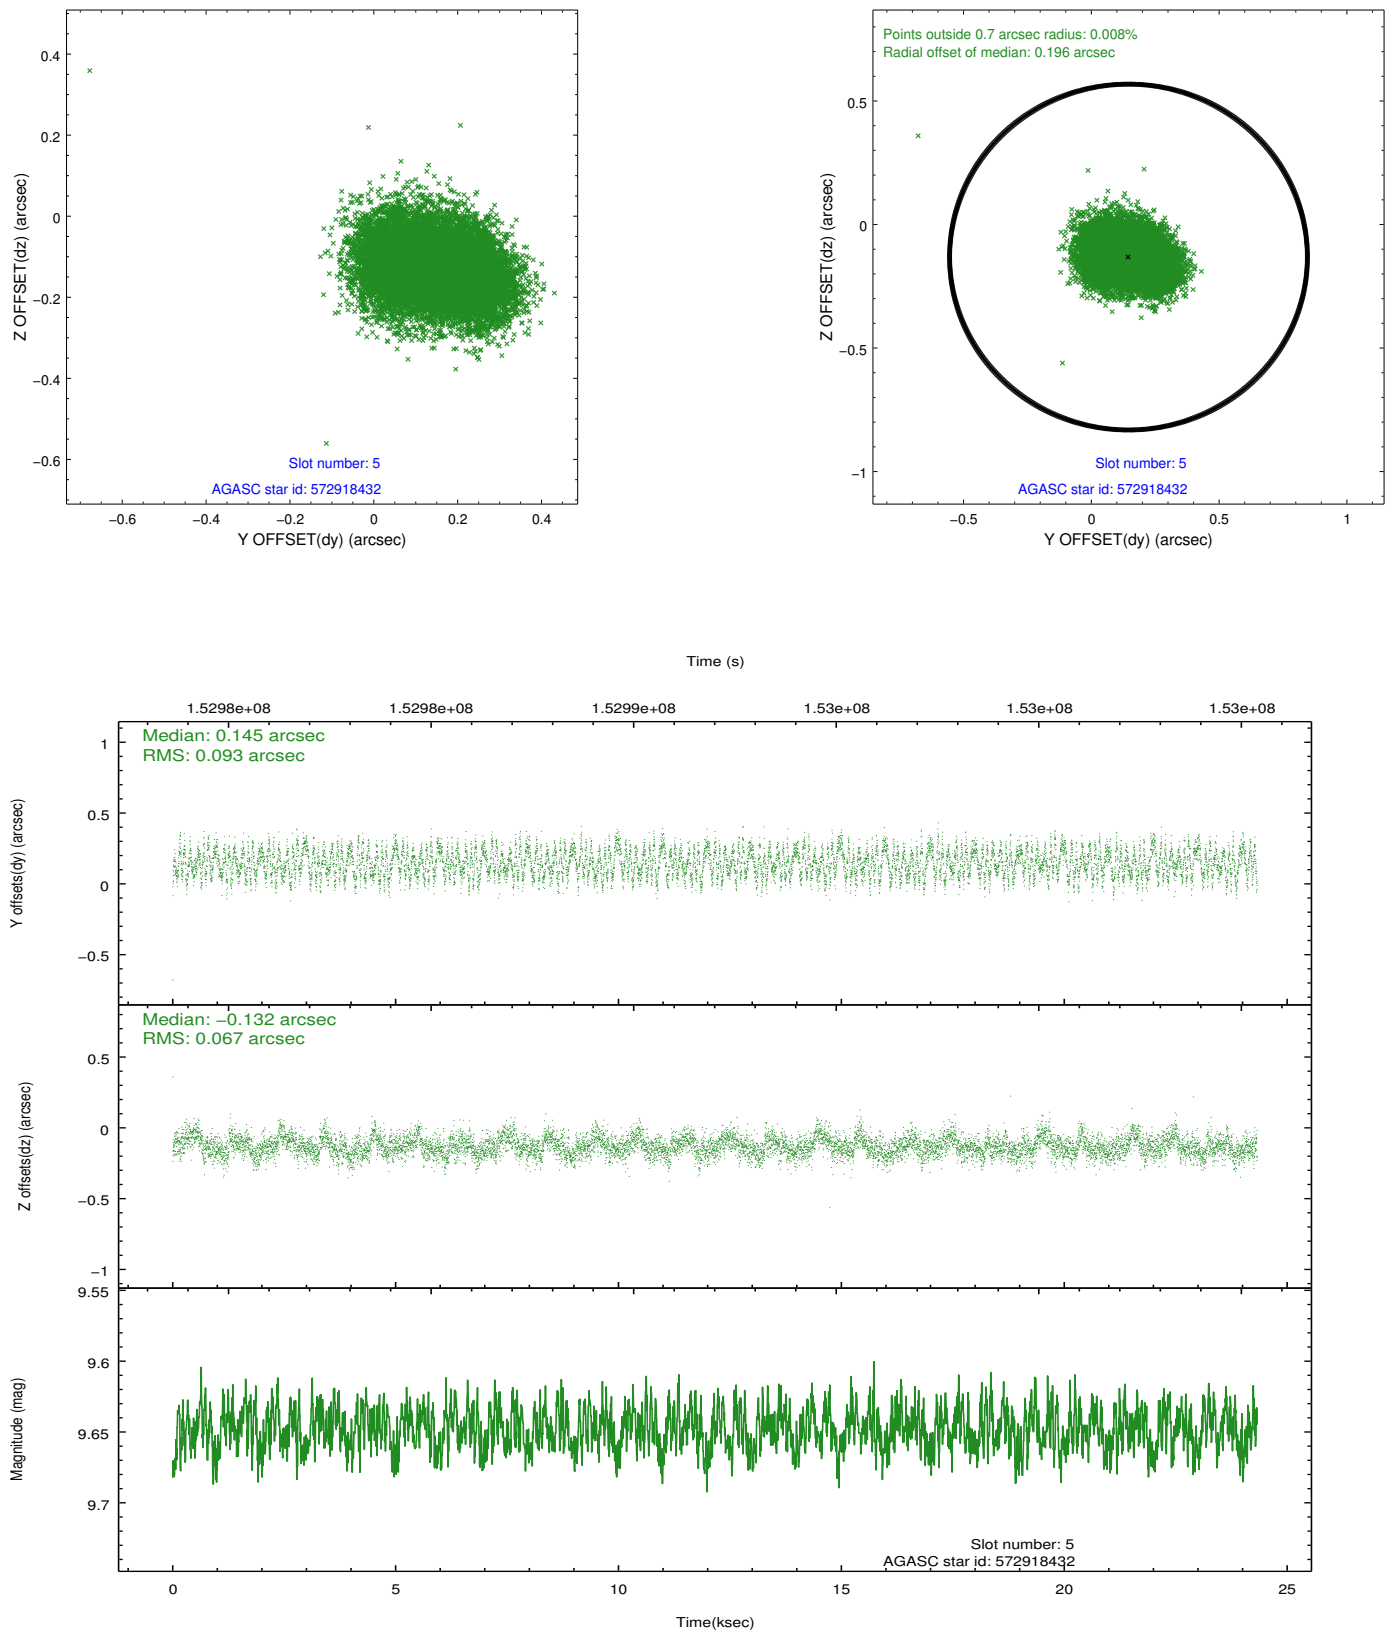 Points outside 0.7 arcsec radius: 0.008%
Radial offset of median: 0.196 arcsec
0.4
0.2
0
−0.2
−0.4
−0.6
Z OFFSET(dz) (arcsec)
Slot number: 5
AGASC star id: 572918432
−0.6 −0.4 −0.2 0 0.2 0.4
Y OFFSET(dy) (arcsec)
0.5
0
−0.5
−1
Z OFFSET(dz) (arcsec)
Slot number: 5
AGASC star id: 572918432
−0.5 0 0.5 1
Y OFFSET(dy) (arcsec)
Time (s)
1.5298e+08 1.5298e+08 1.5299e+08 1.53e+08 1.53e+08 1.53e+08
Median: 0.145 arcsec
RMS: 0.093 arcsec
1
0.5
0
−0.5
Y offsets(dy) (arcsec)
Median: −0.132 arcsec
RMS: 0.067 arcsec
0.5
0
−0.5
−1
Z offsets(dz) (arcsec)
9.55
9.6
9.65
9.7
Magnitude (mag)
Slot number: 5
AGASC star id: 572918432
0 5 10 15 20 25
Time(ksec)